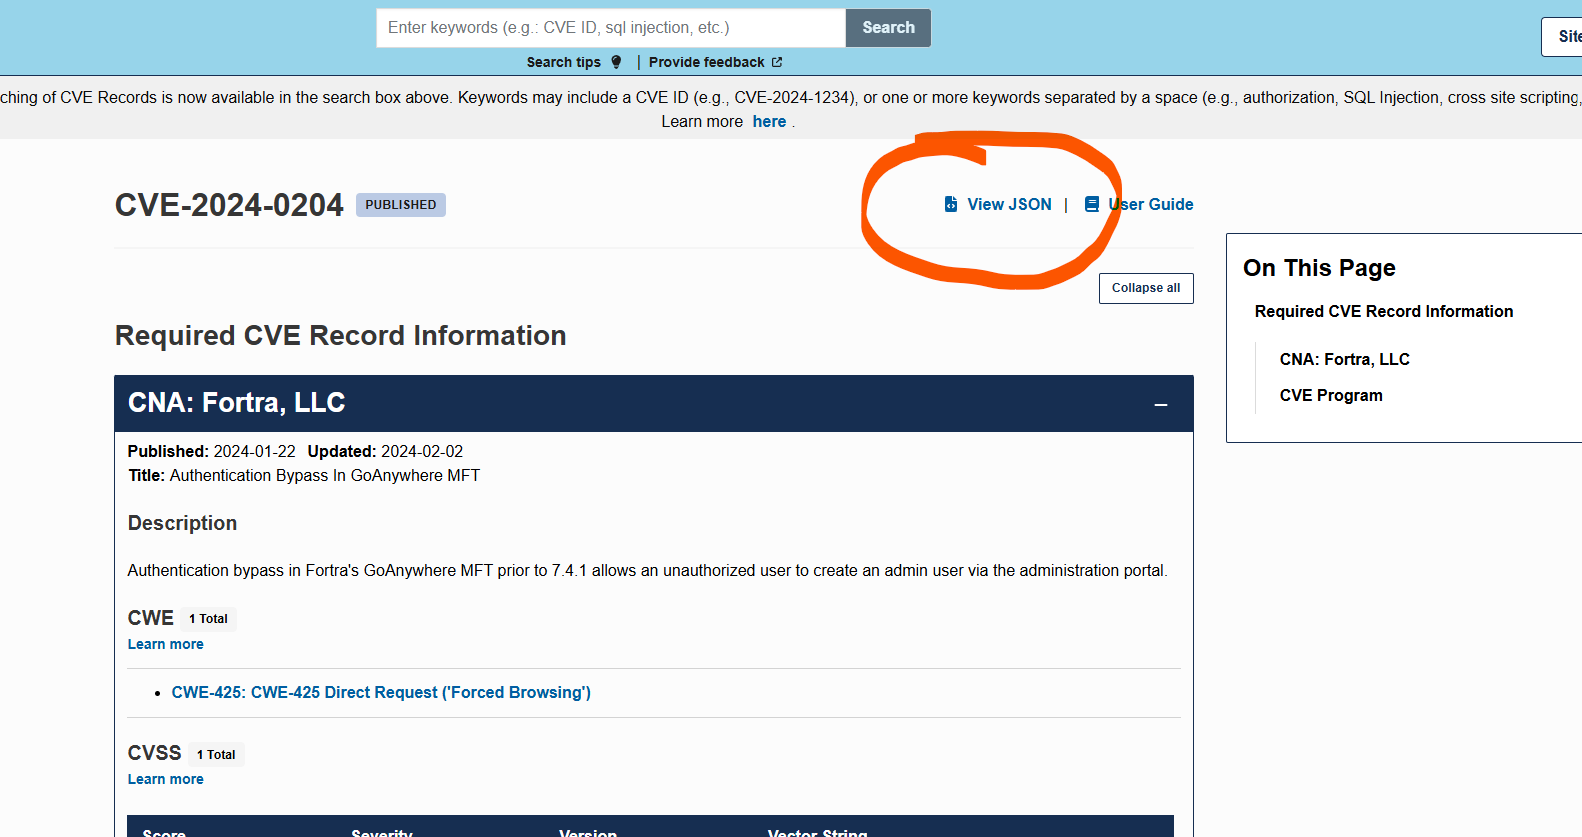 Enter keywords (e.g.: CVE ID, sql injection, etc.)
Search
Site
Search tips | Provide feedback
ching of CVE Records is now available in the search box above. Keywords may include a CVE ID (e.g., CVE-2024-1234), or one or more keywords separated by a space (e.g., authorization, SQL Injection, cross site scripting,
Learn more here .
CVE-2024-0204 PUBLISHED
View JSON | User Guide
Collapse all
Required CVE Record Information
CNA: Fortra, LLC
Published: 2024-01-22 Updated: 2024-02-02
Title: Authentication Bypass In GoAnywhere MFT
Description
Authentication bypass in Fortra's GoAnywhere MFT prior to 7.4.1 allows an unauthorized user to create an admin user via the administration portal.
CWE 1 Total
Learn more
• CWE-425: CWE-425 Direct Request ('Forced Browsing')
CVSS 1 Total
Learn more
Score Severity Version Vector String
On This Page
Required CVE Record Information
CNA: Fortra, LLC
CVE Program